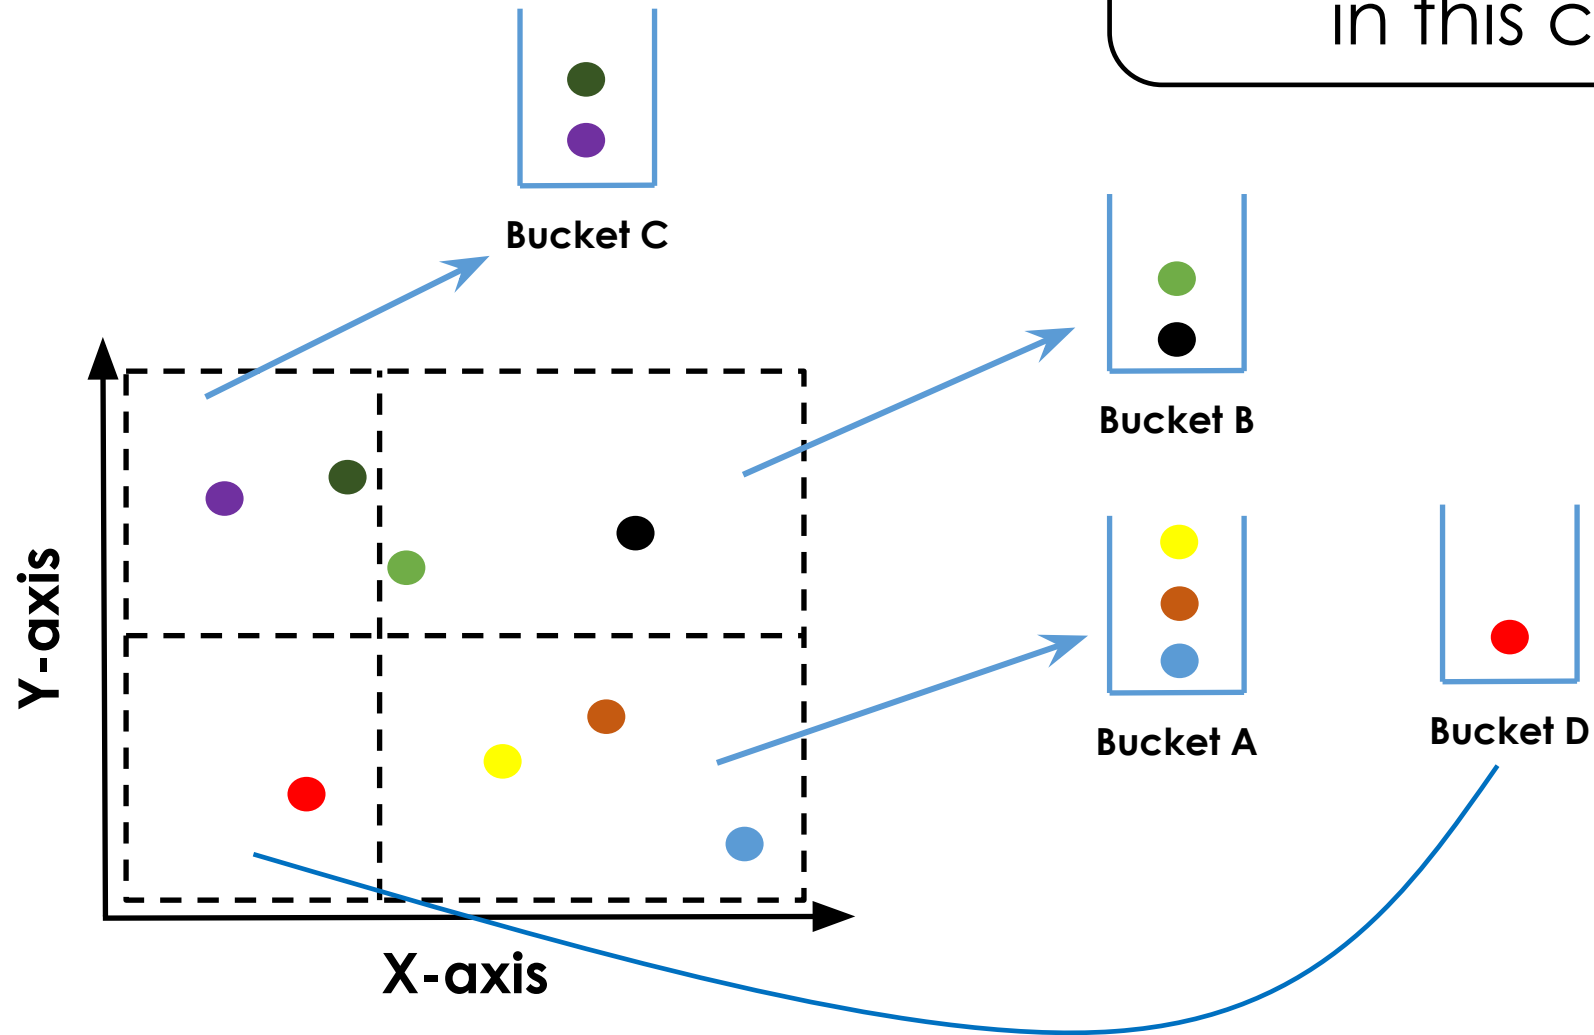 in this c
Bucket C
Bucket B
Bucket A
Bucket D
Y-axis
X-axis